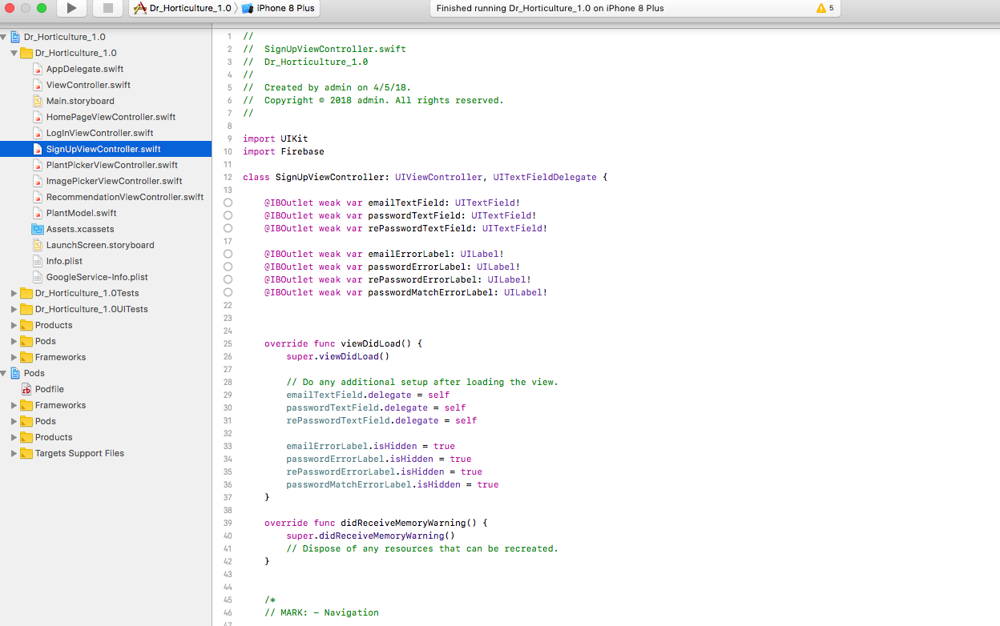 Dr_Horticulture_1.0 〉 iPhone 8 Plus
Finished running Dr_Horticulture_1.0 on iPhone 8 Plus
5
Dr_Horticulture_1.0
Dr_Horticulture_1.0
AppDelegate.swift
ViewController.swift
Main.storyboard
HomePageViewController.swift
LogInViewController.swift
SignUpViewController.swift
PlantPickerViewController.swift
ImagePickerViewController.swift
RecommendationViewController.swift
PlantModel.swift
Assets.xcassets
LaunchScreen.storyboard
Info.plist
GoogleService-Info.plist
Dr_Horticulture_1.0Tests
Dr_Horticulture_1.0UITests
Products
Pods
Frameworks
Pods
rb Podfile
Frameworks
Pods
Products
Targets Support Files
1 //
2 //  SignUpViewController.swift
3 //  Dr_Horticulture_1.0
4 //
5 //  Created by admin on 4/5/18.
6 //  Copyright © 2018 admin. All rights reserved.
7 //
8
9 import UIKit
10 import Firebase
11
12 class SignUpViewController: UIViewController, UITextFieldDelegate {
13
@IBOutlet weak var emailTextField: UITextField!
@IBOutlet weak var passwordTextField: UITextField!
@IBOutlet weak var rePasswordTextField: UITextField!
17
@IBOutlet weak var emailErrorLabel: UILabel!
@IBOutlet weak var passwordErrorLabel: UILabel!
@IBOutlet weak var rePasswordErrorLabel: UILabel!
@IBOutlet weak var passwordMatchErrorLabel: UILabel!
22
23
24
25 override func viewDidLoad() {
26 super.viewDidLoad()
27
28 // Do any additional setup after loading the view.
29 emailTextField.delegate = self
30 passwordTextField.delegate = self
31 rePasswordTextField.delegate = self
32
33 emailErrorLabel.isHidden = true
34 passwordErrorLabel.isHidden = true
35 rePasswordErrorLabel.isHidden = true
36 passwordMatchErrorLabel.isHidden = true
37 }
38
39 override func didReceiveMemoryWarning() {
40 super.didReceiveMemoryWarning()
41 // Dispose of any resources that can be recreated.
42 }
43
44
45 /*
46 // MARK: - Navigation
47